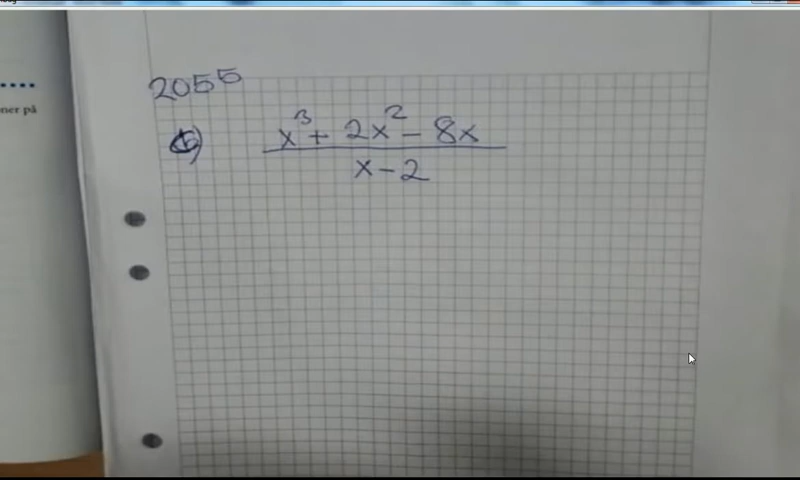 ner på
2055
x³ + 2x² - 8x
x - 2